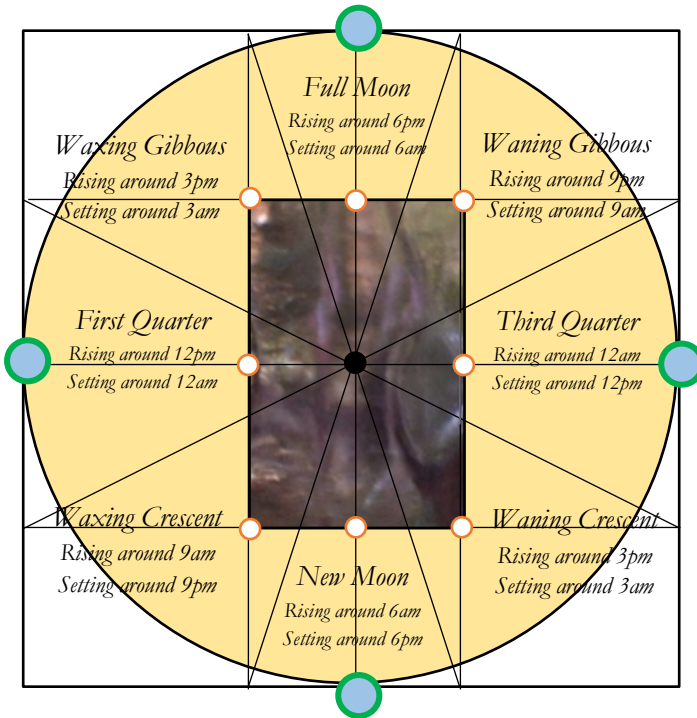 Full Moon
Rising around 6pm
Setting around 6am
Waxing Gibbous
Rising around 3pm
Setting around 3am
Waning Gibbous
Rising around 9pm
Setting around 9am
First Quarter
Rising around 12pm
Setting around 12am
Third Quarter
Rising around 12am
Setting around 12pm
Waxing Crescent
Rising around 9am
Setting around 9pm
Waning Crescent
Rising around 3pm
Setting around 3am
New Moon
Rising around 6am
Setting around 6pm